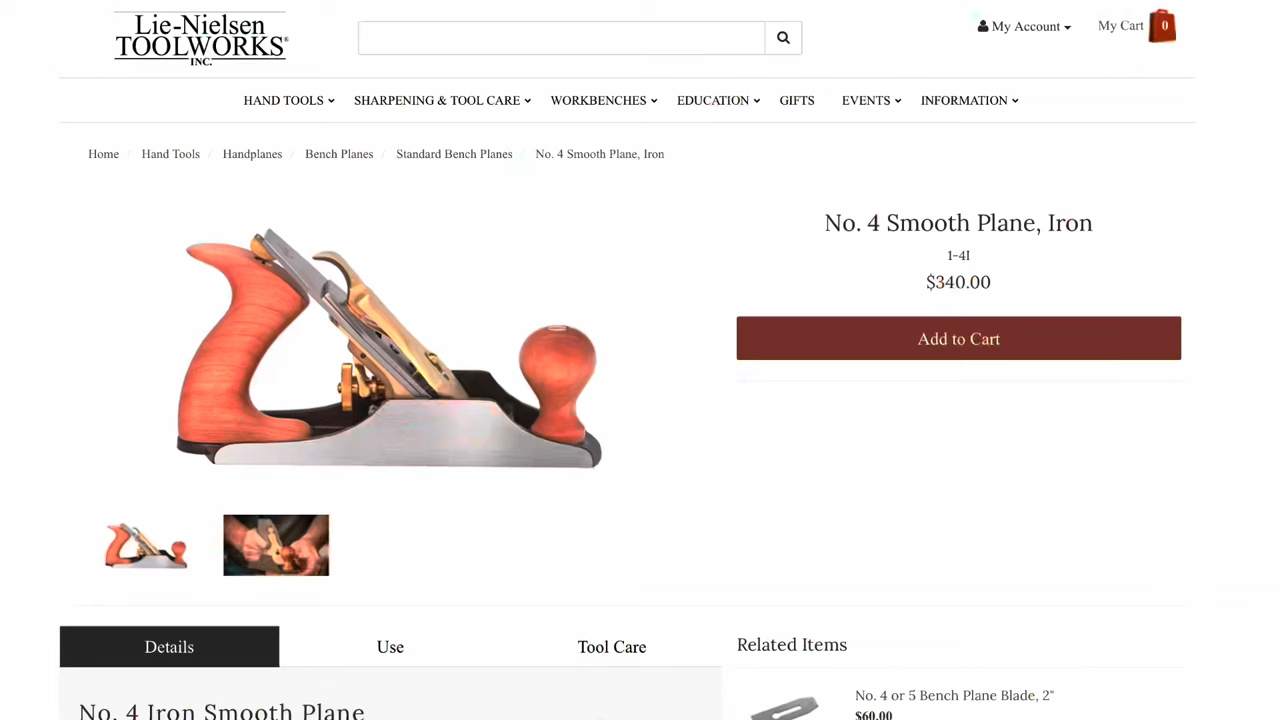 Lie-Nielsen
TOOLWORKS®
INC.
My Account
My Cart 0
HAND TOOLS SHARPENING & TOOL CARE WORKBENCHES EDUCATION GIFTS EVENTS INFORMATION
Home / Hand Tools / Handplanes / Bench Planes / Standard Bench Planes / No. 4 Smooth Plane, Iron
No. 4 Smooth Plane, Iron
1-4I
$340.00
Add to Cart
Details Use Tool Care
Related Items
No. 4 Iron Smooth Plane
No. 4 or 5 Bench Plane Blade, 2"
$60.00